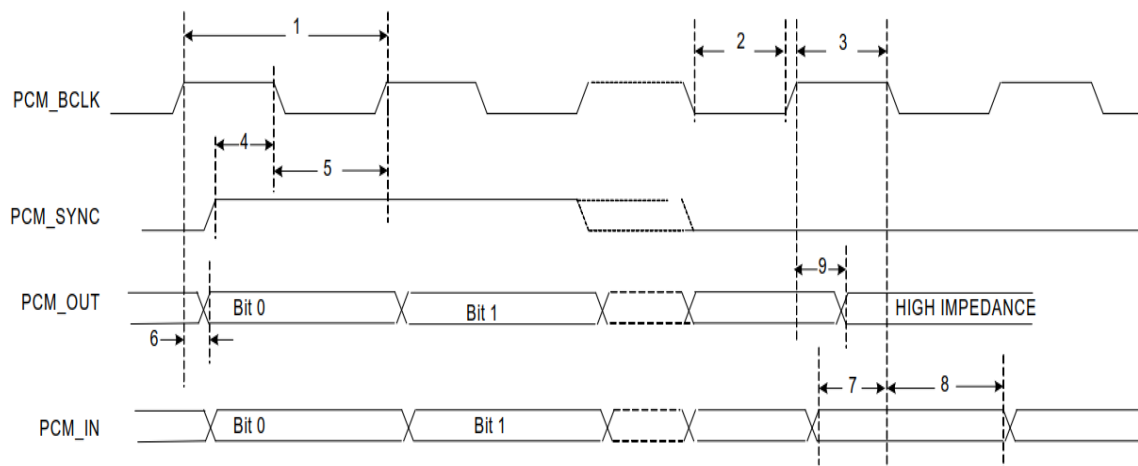 1
2
3
PCM_BCLK
4
5
PCM_SYNC
9
PCM_OUT
Bit 0
Bit 1
HIGH IMPEDANCE
6
7
8
PCM_IN
Bit 0
Bit 1